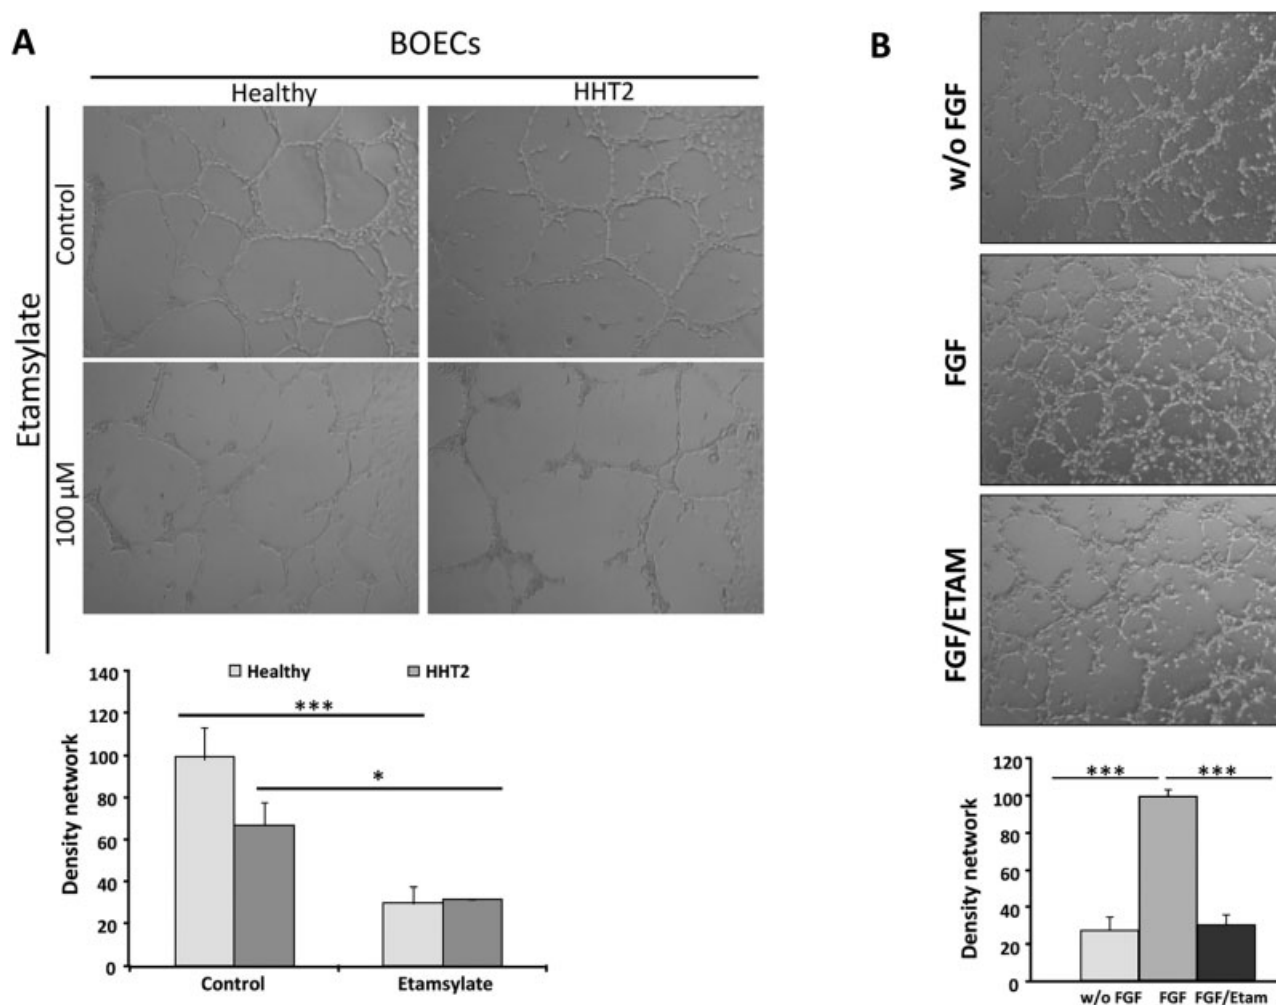 A
BOECs
Healthy
HHT2
Etamsylate
Control
100 µM
Healthy
HHT2
Density network
140
120
100
80
60
40
20
0
***
*
Control
Etamsylate
B
w/o FGF
FGF
FGF/ETAM
Density network
120
100
80
60
40
20
0
***
***
w/o FGF
FGF
FGF/Etam